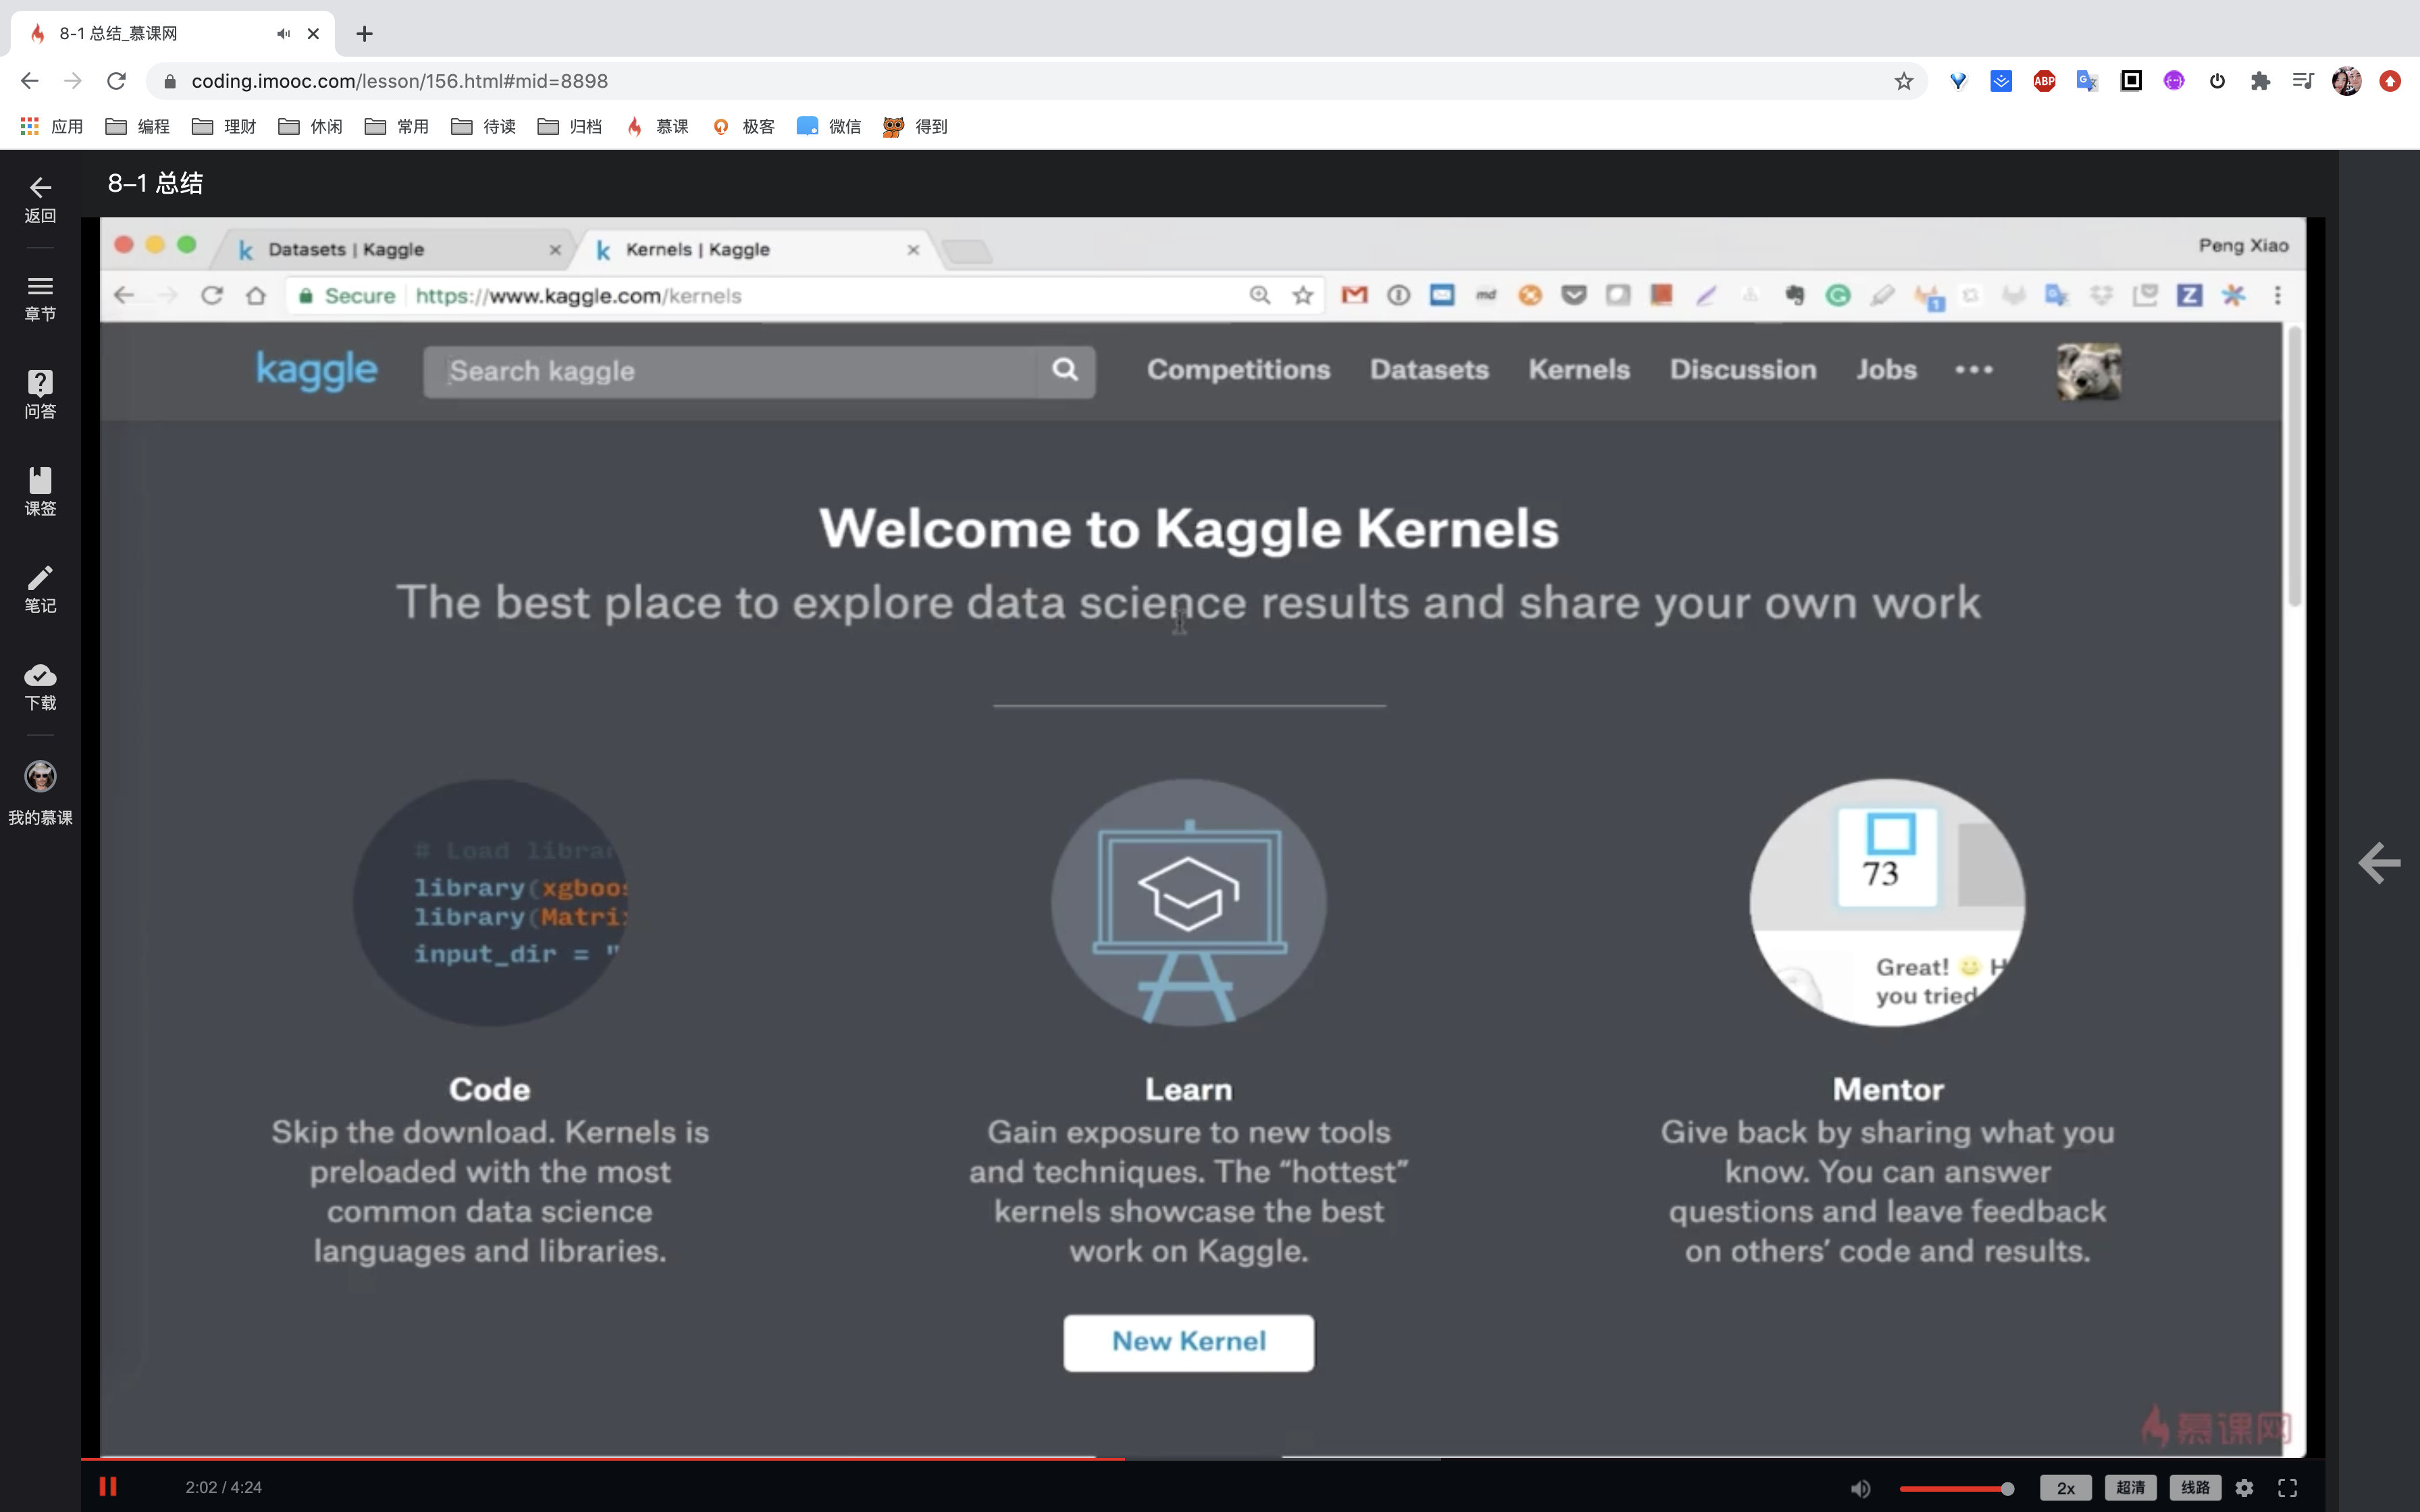 8-1 总结_慕课网
coding.imooc.com/lesson/156.html#mid=8898
ABP
应用 编程 理财 休闲 常用 待读 归档 慕课 极客 微信 得到
返回
章节
问答
课签
笔记
下载
我的慕课
8-1 总结
Datasets | Kaggle Kernels | Kaggle Peng Xiao
Secure https://www.kaggle.com/kernels md 1 Z
kaggle Search kaggle Competitions Datasets Kernels Discussion Jobs
Welcome to Kaggle Kernels
The best place to explore data science results and share your own work
# Load librar
library(xgboos
library(Matri
input_dir = "
73
Great! H
you tried
Code
Skip the download. Kernels is
preloaded with the most
common data science
languages and libraries.
Learn
Gain exposure to new tools
and techniques. The “hottest”
kernels showcase the best
work on Kaggle.
Mentor
Give back by sharing what you
know. You can answer
questions and leave feedback
on others’ code and results.
New Kernel
慕课网
2:02 / 4:24 2x 超清 线路